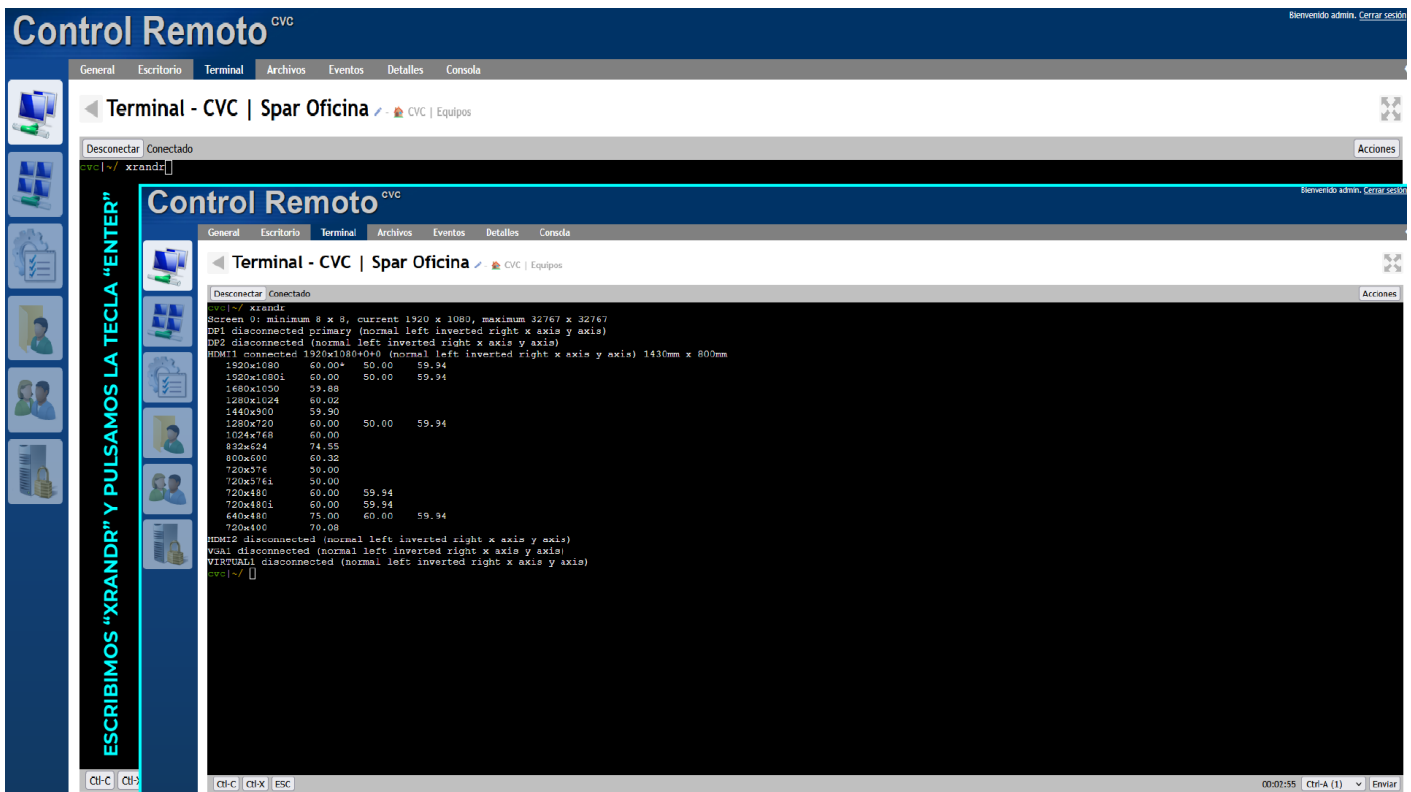 Control Remoto CVC
Bienvenido admin. Cerrar sesión
General Escritorio Terminal Archivos Eventos Detalles Consola
Terminal - CVC | Spar Oficina - CVC | Equipos
Desconectar Conectado Acciones
cvc|~/ xrandr
ESCRIBIMOS “XRANDR” Y PULSAMOS LA TECLA “ENTER”
Ctl-C Ctl-X
Control Remoto CVC
Bienvenido admin. Cerrar sesión
General Escritorio Terminal Archivos Eventos Detalles Consola
Terminal - CVC | Spar Oficina - CVC | Equipos
Desconectar Conectado Acciones
cvc|~/ xrandr
Screen 0: minimum 8 x 8, current 1920 x 1080, maximum 32767 x 32767
DP1 disconnected primary (normal left inverted right x axis y axis)
DP2 disconnected (normal left inverted right x axis y axis)
HDMI1 connected 1920x1080+0+0 (normal left inverted right x axis y axis) 1430mm x 800mm
1920x1080 60.00* 50.00 59.94
1920x1080i 60.00 50.00 59.94
1680x1050 59.88
1280x1024 60.02
1440x900 59.90
1280x720 60.00 50.00 59.94
1024x768 60.00
832x624 74.55
800x600 60.32
720x576 50.00
720x576i 50.00
720x480 60.00 59.94
720x480i 60.00 59.94
640x480 75.00 60.00 59.94
720x400 70.08
HDMI2 disconnected (normal left inverted right x axis y axis)
VGA1 disconnected (normal left inverted right x axis y axis)
VIRTUAL1 disconnected (normal left inverted right x axis y axis)
cvc|~/
Ctl-C Ctl-X ESC 00:02:55 Ctrl-A (1) Enviar